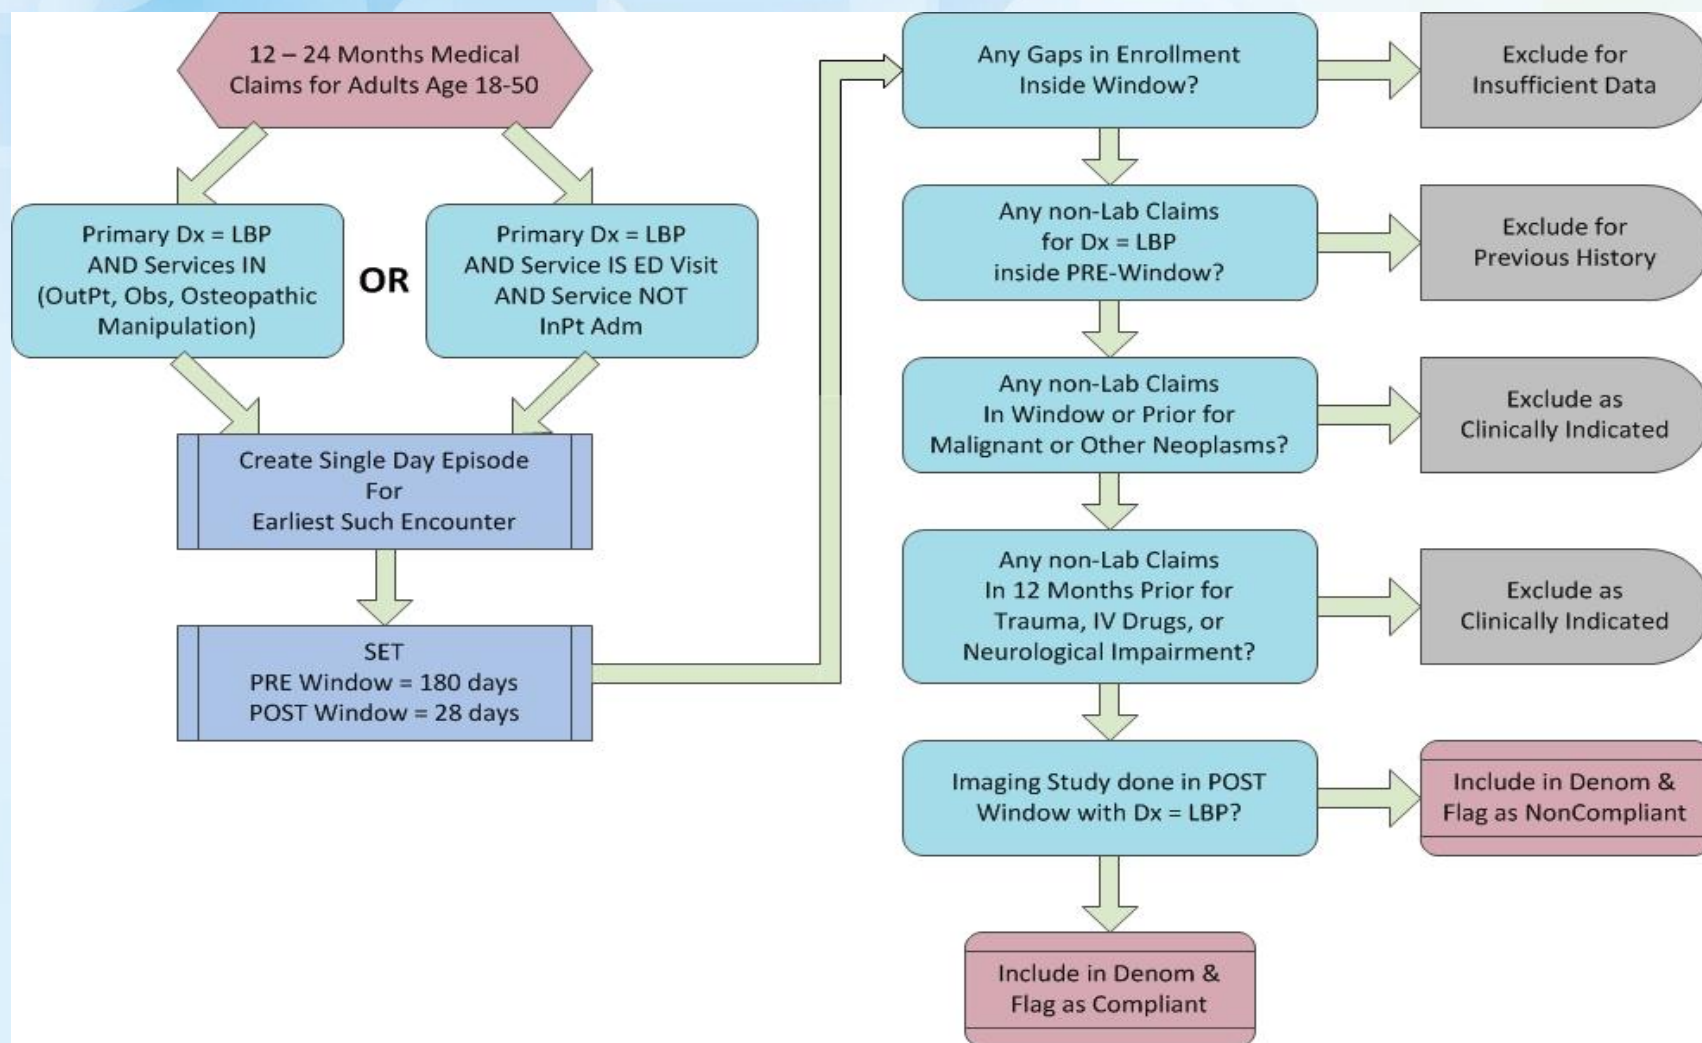 12 – 24 Months Medical
Claims for Adults Age 18-50
Primary Dx = LBP
AND Services IN
(OutPt, Obs, Osteopathic
Manipulation)
OR
Primary Dx = LBP
AND Service IS ED Visit
AND Service NOT
InPt Adm
Create Single Day Episode
For
Earliest Such Encounter
SET
PRE Window = 180 days
POST Window = 28 days
Any Gaps in Enrollment
Inside Window?
Exclude for
Insufficient Data
Any non-Lab Claims
for Dx = LBP
inside PRE-Window?
Exclude for
Previous History
Any non-Lab Claims
In Window or Prior for
Malignant or Other Neoplasms?
Exclude as
Clinically Indicated
Any non-Lab Claims
In 12 Months Prior for
Trauma, IV Drugs, or
Neurological Impairment?
Exclude as
Clinically Indicated
Imaging Study done in POST
Window with Dx = LBP?
Include in Denom &
Flag as NonCompliant
Include in Denom &
Flag as Compliant